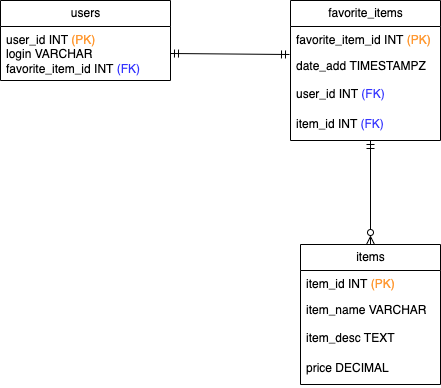 users
user_id INT (PK)
login VARCHAR
favorite_item_id INT (FK)
favorite_items
favorite_item_id INT (PK)
date_add TIMESTAMPZ
user_id INT (FK)
item_id INT (FK)
items
item_id INT (PK)
item_name VARCHAR
item_desc TEXT
price DECIMAL